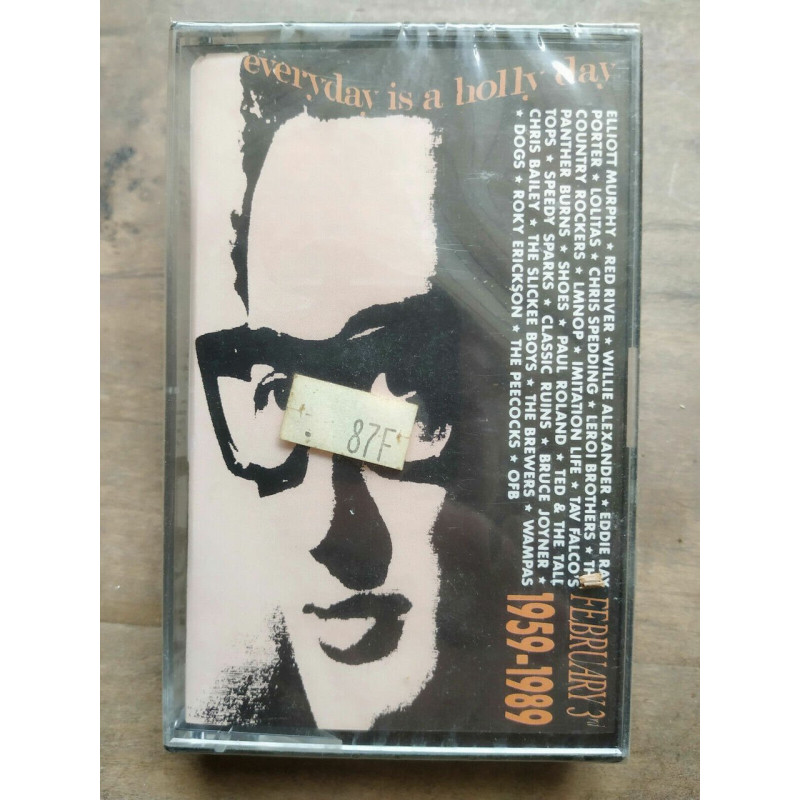 everyday is a holly day
ELLIOTT MURPHY ★ RED RIVER ★ WILLIE ALEXANDER ★ EDDIE RAY
PORTER ★ LOLITAS ★ CHRIS SPEDDING ★ LEROI BROTHERS ★
COUNTRY ROCKERS ★ LMNOP ★ IMITATION LIFE ★ TAV FALCO'S
PANTHER BURNS ★ SHOES ★ PAUL ROLAND ★ TED & THE TALL
TOPS ★ SPEEDY SPARKS ★ CLASSIC RUINS ★ BRUCE JOYNER ★
CHRIS BAILEY ★ THE SLICKEE BOYS ★ THE BREWERS ★ WAMPAS
★ DOGS ★ ROKY ERICKSON ★ THE PEECOCKS ★ OFB
FEBRUARY 3rd
1959-1989
87F